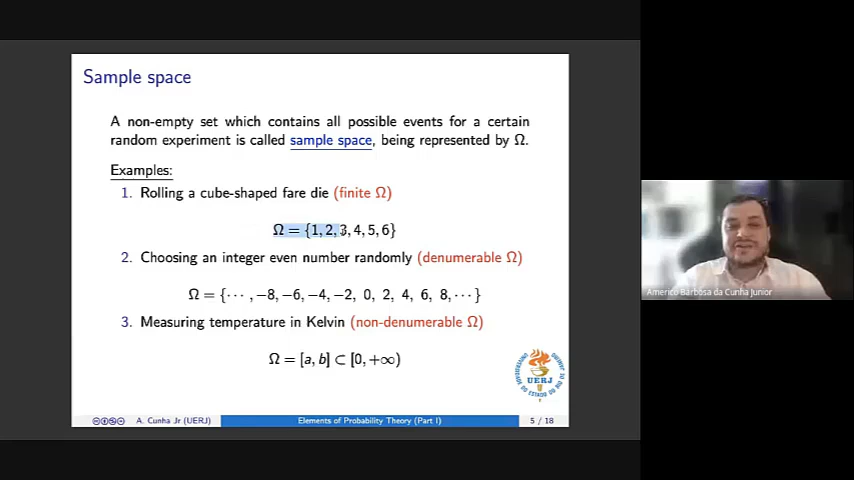 Sample space
A non-empty set which contains all possible events for a certain
random experiment is called sample space, being represented by Ω.
Examples:
1. Rolling a cube-shaped fare die (finite Ω)
Ω = {1, 2, 3, 4, 5, 6}
2. Choosing an integer even number randomly (denumerable Ω)
Ω = {··· , −8, −6, −4, −2, 0, 2, 4, 6, 8, ···}
3. Measuring temperature in Kelvin (non-denumerable Ω)
Ω = [a, b] ⊂ [0, +∞)
UERJ
A. Cunha Jr (UERJ)
Elements of Probability Theory (Part I)
5 / 18
Americo Barbosa da Cunha Junior